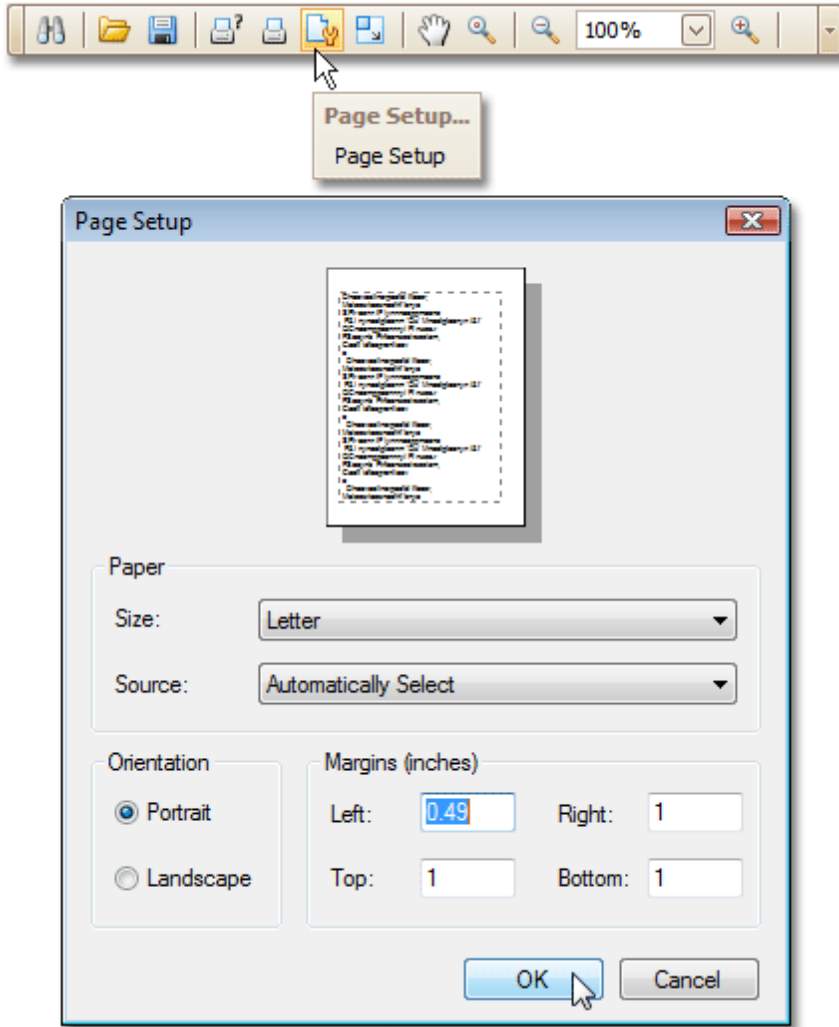 100%
Page Setup...
Page Setup
Page Setup
Paper
Size: Letter
Source: Automatically Select
Orientation
Margins (inches)
Portrait
Left: 0.49 Right: 1
Landscape
Top: 1 Bottom: 1
OK Cancel